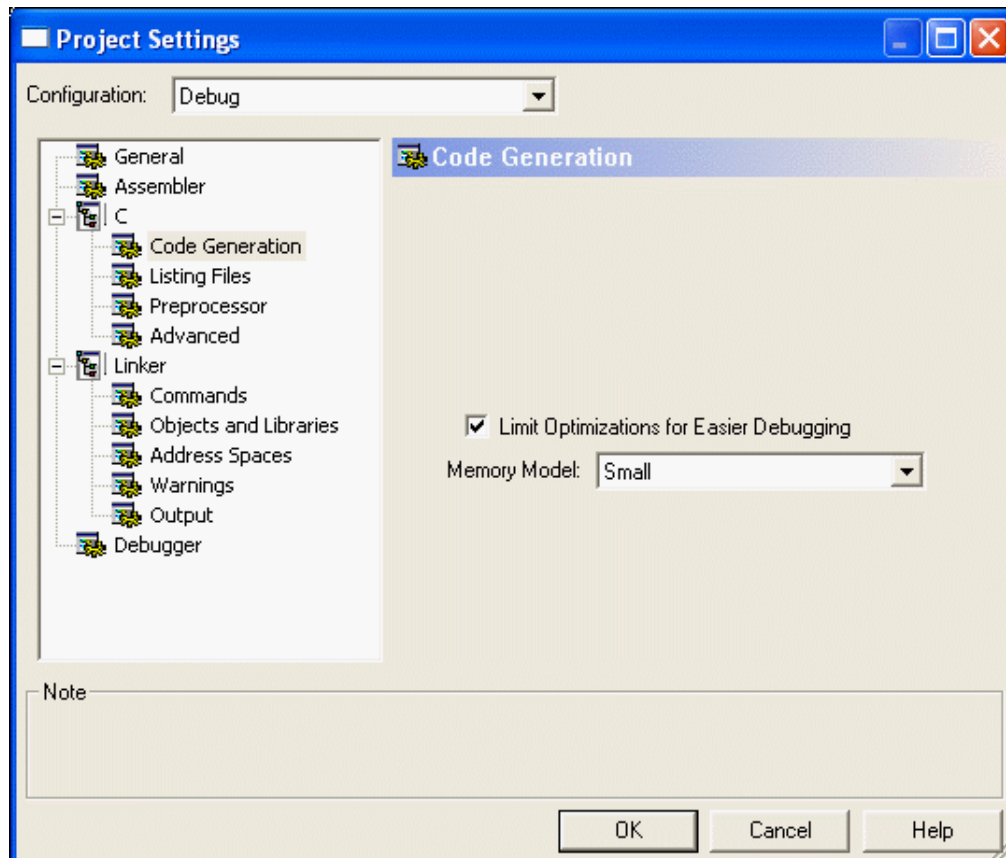 Project Settings
Configuration: Debug
General
Assembler
C
Code Generation
Listing Files
Preprocessor
Advanced
Linker
Commands
Objects and Libraries
Address Spaces
Warnings
Output
Debugger
Code Generation
Limit Optimizations for Easier Debugging
Memory Model: Small
Note
OK Cancel Help